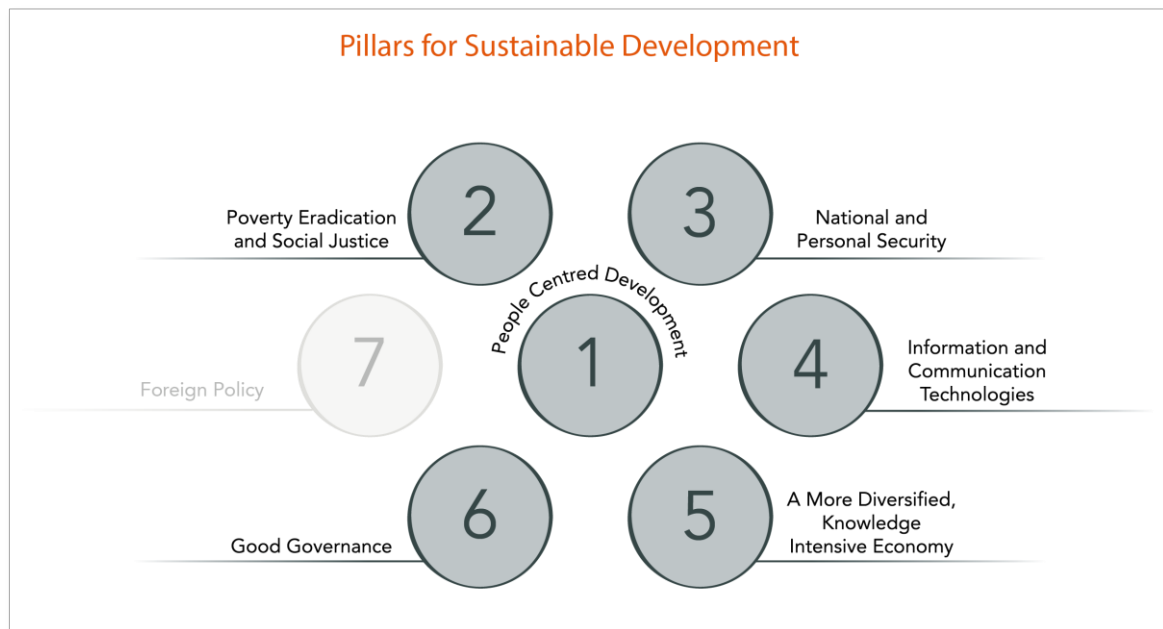 Pillars for Sustainable Development
2
3
Poverty Eradication
and Social Justice
National and
Personal Security
People Centred Development
7
1
4
Foreign Policy
Information and
Communication
Technologies
6
5
Good Governance
A More Diversified,
Knowledge
Intensive Economy